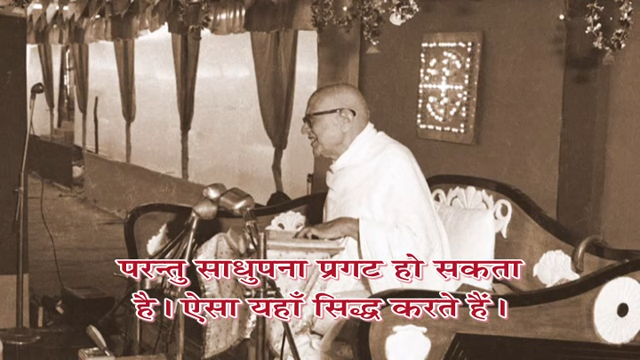 परन्तु साधुपना प्रगट हो सकता
है। ऐसा यहाँ सिद्ध करते हैं।